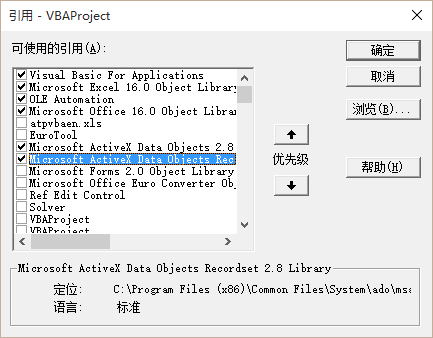 引用 - VBAProject
可使用的引用(A):
Visual Basic For Applications
Microsoft Excel 16.0 Object Library
OLE Automation
Microsoft Office 16.0 Object Library
atpvbaen.xls
EuroTool
Microsoft ActiveX Data Objects 2.8
Microsoft ActiveX Data Objects Rec
Microsoft Forms 2.0 Object Library
Microsoft Office Euro Converter Ob
Ref Edit Control
Solver
VBAProject
VBAProject
优先级
确定
取消
浏览(B)...
帮助(H)
Microsoft ActiveX Data Objects Recordset 2.8 Library
定位: C:\Program Files (x86)\Common Files\System\ado\msa
语言: 标准